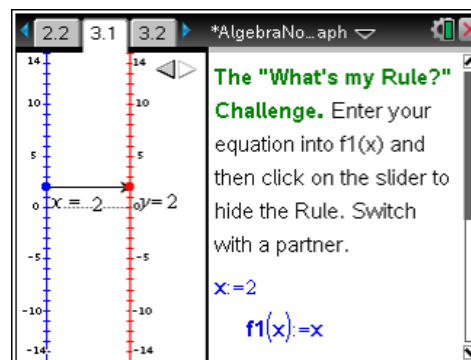 2.2 3.1 3.2 *AlgebraNo…aph
14 14
10 10
5 5
x = 2 y=2
0 0
-5 -5
-10 -10
-14 -14
The "What's my Rule?"
Challenge. Enter your
equation into f1(x) and
then click on the slider to
hide the Rule. Switch
with a partner.
x:=2
f1(x):=x